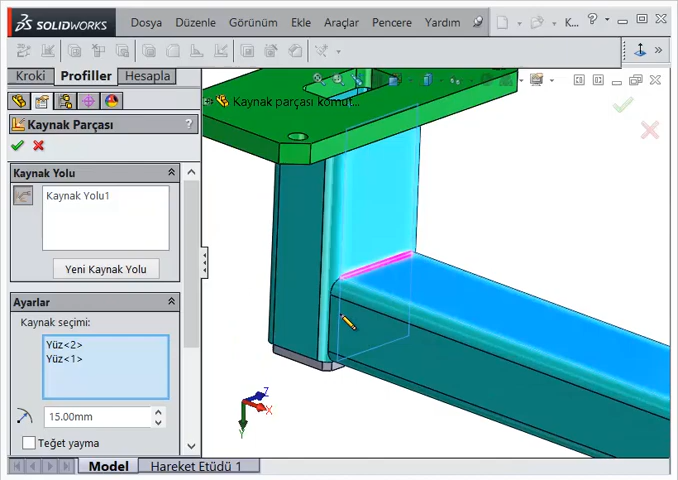 SOLIDWORKS
Dosya Düzenle Görünüm Ekle Araçlar Pencere Yardım
K... ?
Kroki Profiller Hesapla
Kaynak parçası komut...
Kaynak Parçası ?
Kaynak Yolu
Kaynak Yolu1
Yeni Kaynak Yolu
Ayarlar
Kaynak seçimi:
Yüz<2>
Yüz<1>
15.00mm
Teğet yayma
Z
X
Y
Model Hareket Etüdü 1